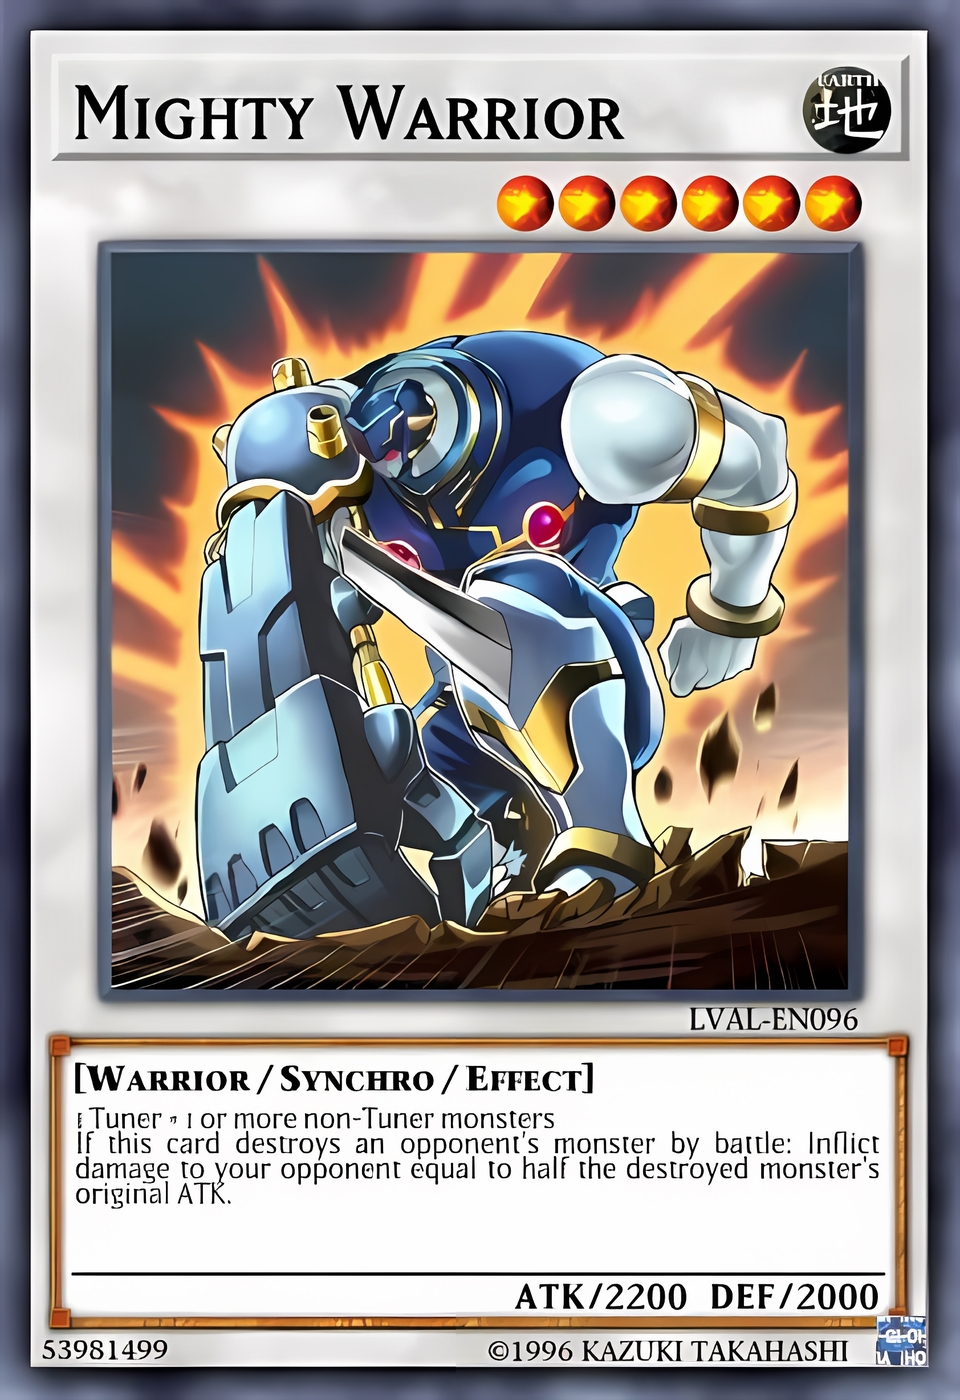 MIGHTY WARRIOR
EARTH
地
LVAL-EN096
[WARRIOR / SYNCHRO / EFFECT]
1 Tuner + 1 or more non-Tuner monsters
If this card destroys an opponent's monster by battle: Inflict
damage to your opponent equal to half the destroyed monster's
original ATK.
ATK/2200 DEF/2000
53981499
©1996 KAZUKI TAKAHASHI